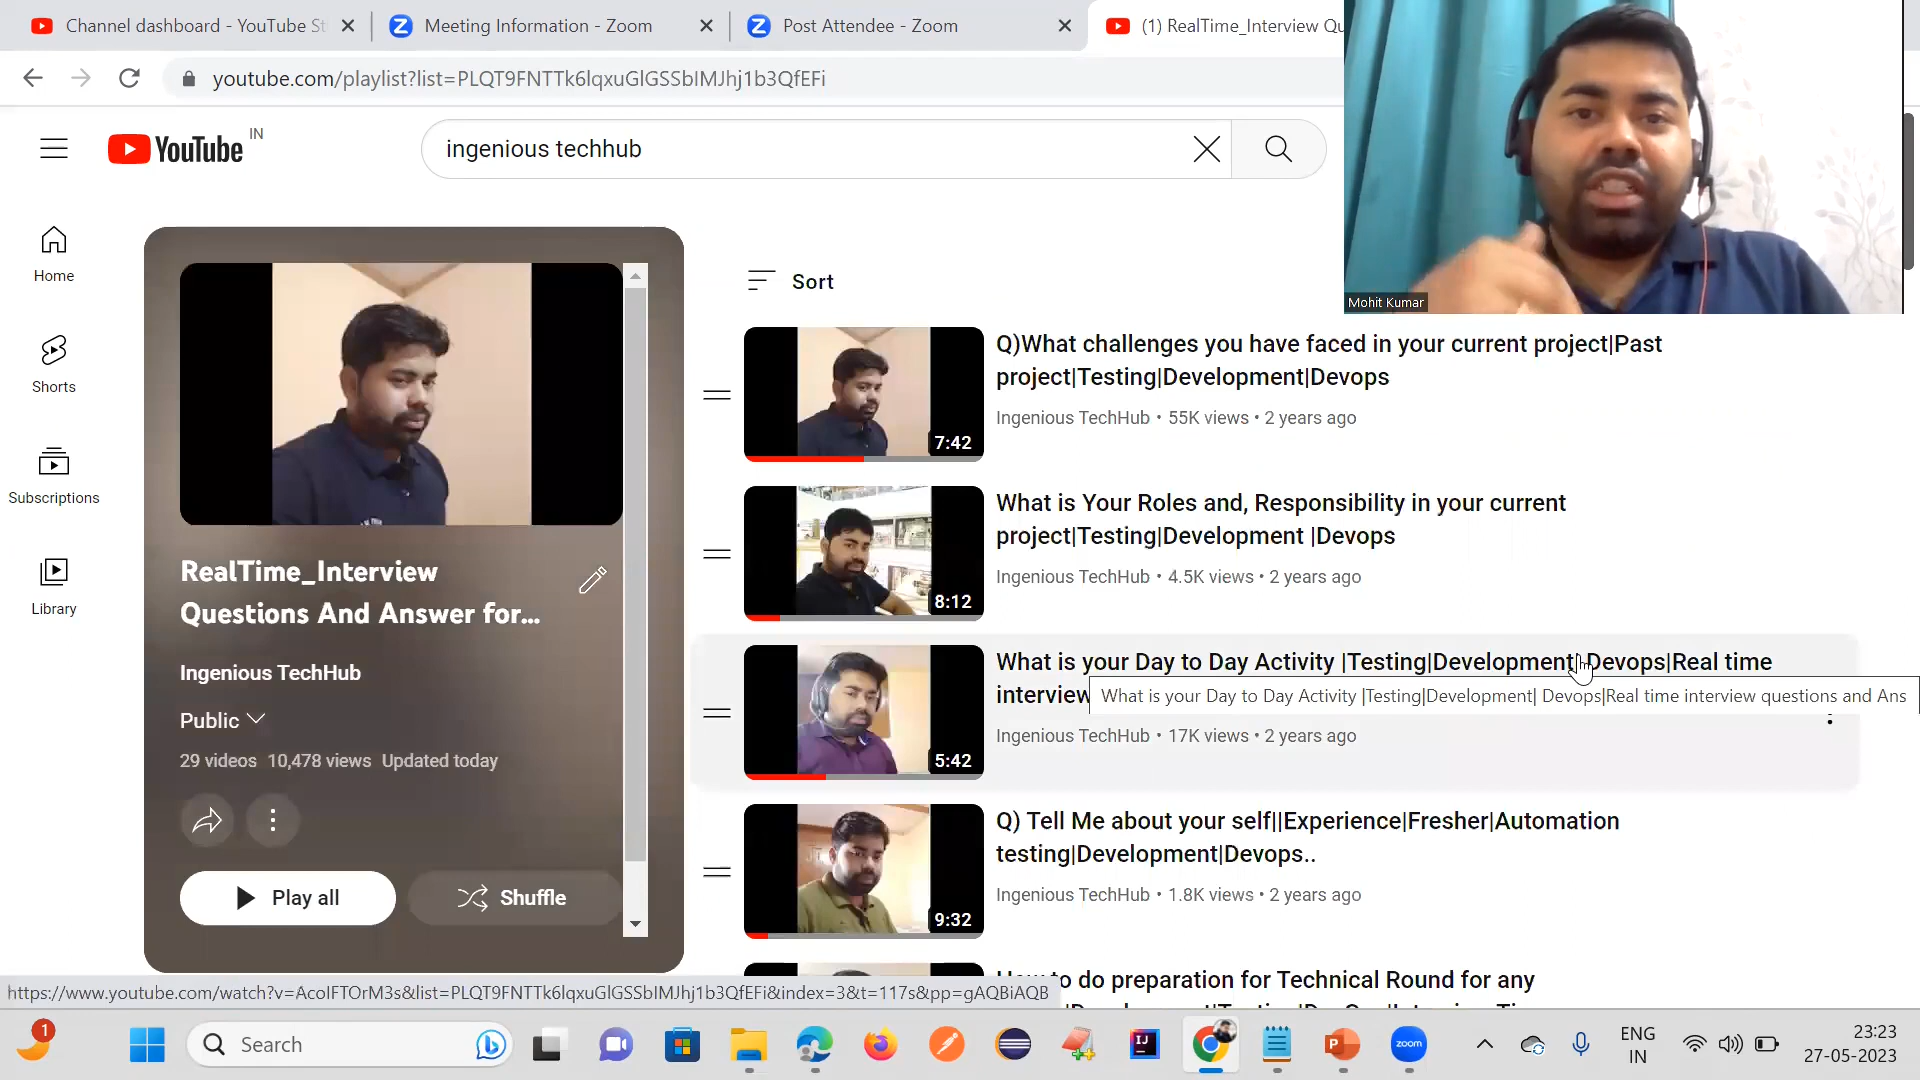 Channel dashboard - YouTube St
Meeting Information - Zoom
Post Attendee - Zoom
(1) RealTime_Interview Qu
youtube.com/playlist?list=PLQT9FNTTk6lqxuGlGSSbIMJhj1b3QfEFi
YouTube IN
ingenious techhub
Mohit Kumar
Home
Shorts
Subscriptions
Library
RealTime_Interview
Questions And Answer for...
Ingenious TechHub
Public
29 videos 10,478 views Updated today
Play all
Shuffle
Sort
Q)What challenges you have faced in your current project|Past
project|Testing|Development|Devops
Ingenious TechHub • 55K views • 2 years ago
7:42
What is Your Roles and, Responsibility in your current
project|Testing|Development |Devops
Ingenious TechHub • 4.5K views • 2 years ago
8:12
What is your Day to Day Activity |Testing|Development| Devops|Real time
interview
What is your Day to Day Activity |Testing|Development| Devops|Real time interview questions and Ans
Ingenious TechHub • 17K views • 2 years ago
5:42
Q) Tell Me about your self||Experience|Fresher|Automation
testing|Development|Devops..
Ingenious TechHub • 1.8K views • 2 years ago
9:32
to do preparation for Technical Round for any
https://www.youtube.com/watch?v=AcoIFTOrM3s&list=PLQT9FNTTk6lqxuGlGSSbIMJhj1b3QfEFi&index=3&t=117s&pp=gAQBiAQB
1
Search
IJ
zoom
ENG
IN
23:23
27-05-2023